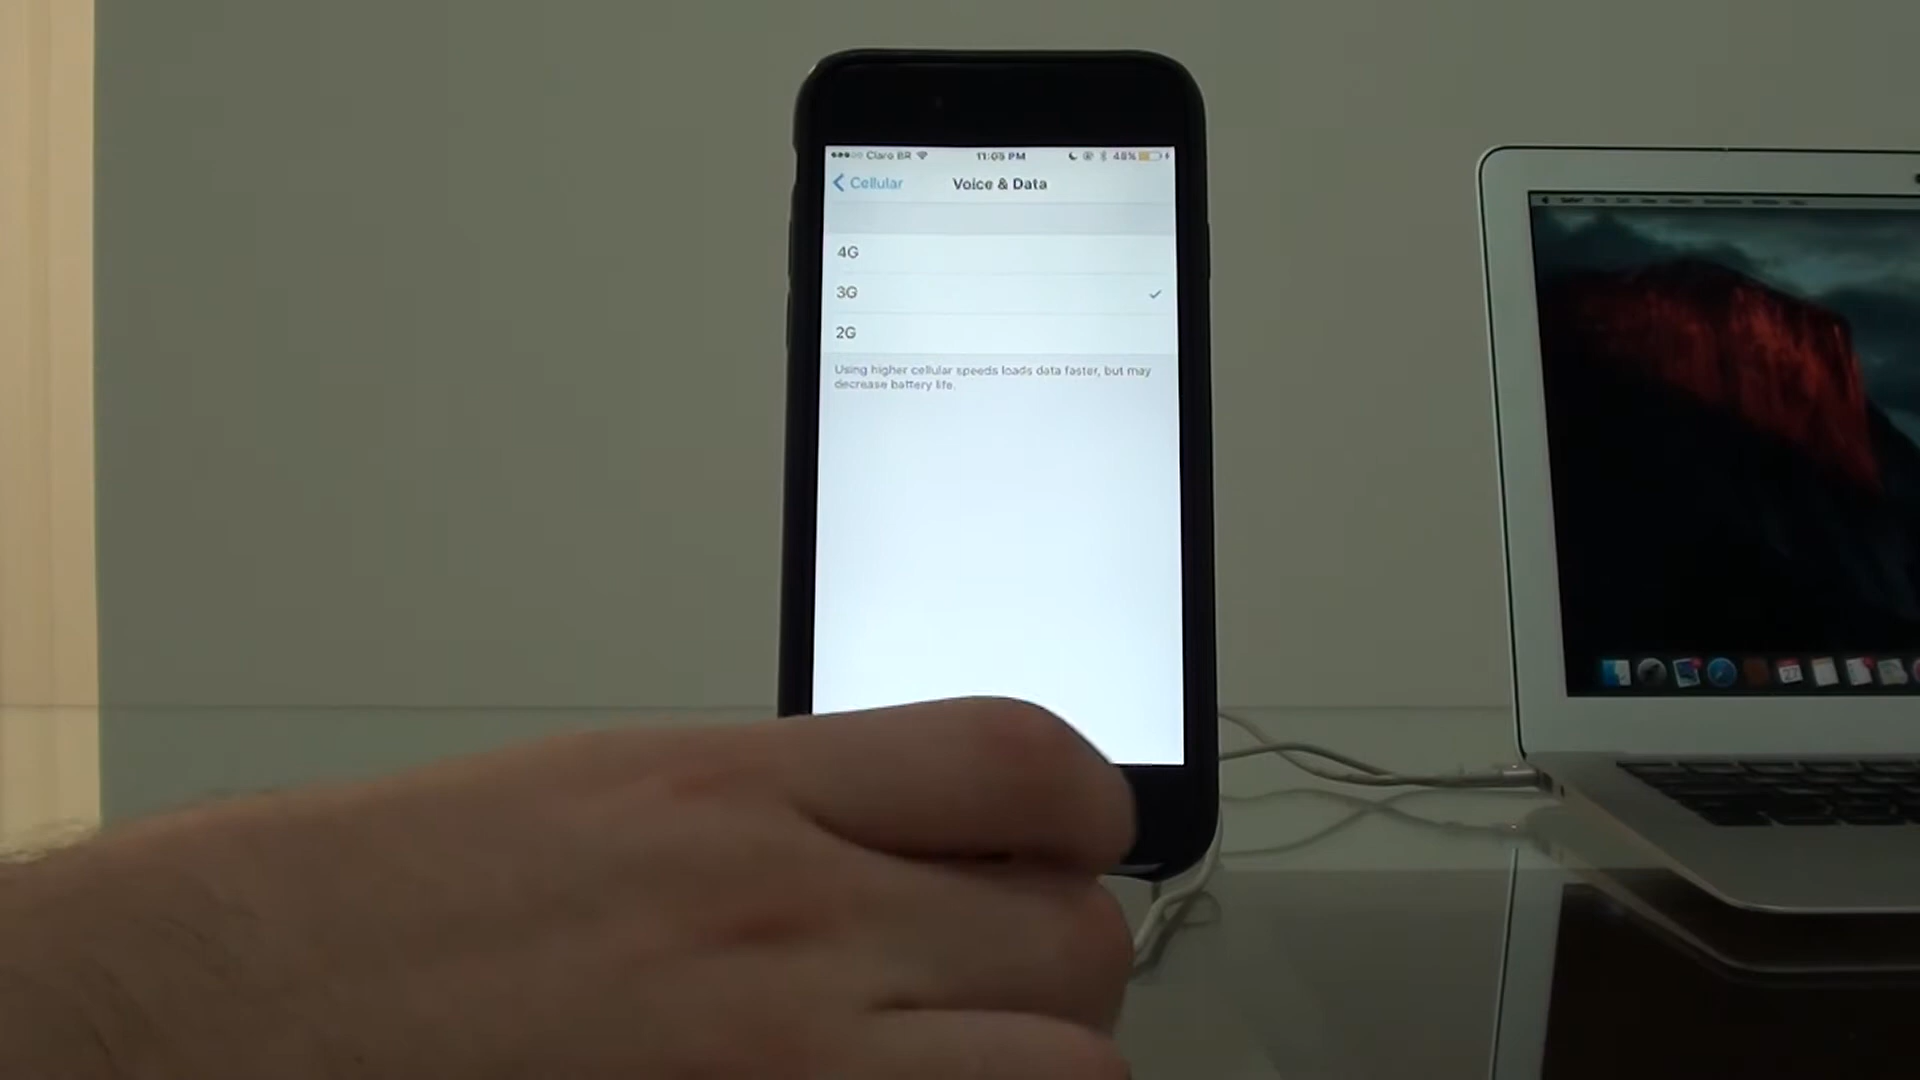 Claro BR 11:05 PM 48%
Cellular Voice & Data
4G
3G
2G
Using higher cellular speeds loads data faster, but may
decrease battery life.